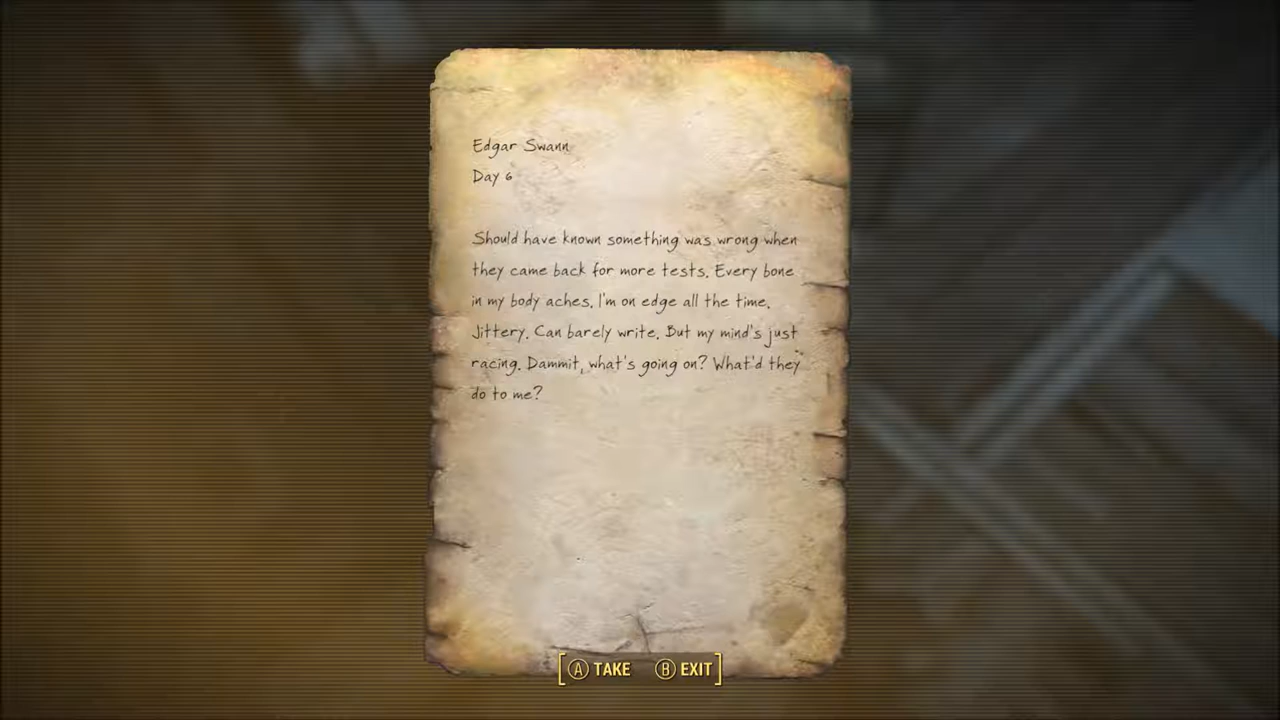 Edgar Swann
Day 6
Should have known something was wrong when
they came back for more tests. Every bone
in my body aches. I'm on edge all the time.
Jittery. Can barely write. But my mind's just
racing. Dammit, what's going on? What'd they
do to me?
[Ⓐ TAKE Ⓑ EXIT]